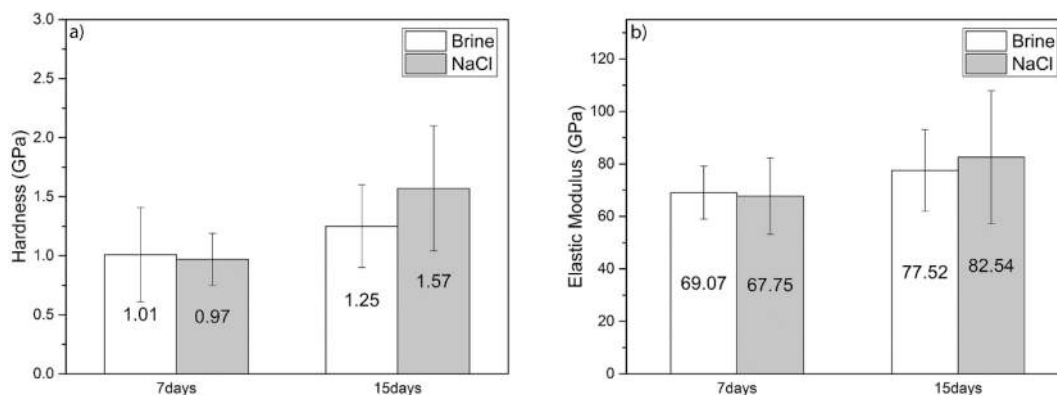 a)
Brine
NaCl
3.0
2.5
2.0
1.5
1.0
0.5
0.0
Hardness (GPa)
1.01
0.97
1.25
1.57
7days
15days
b)
Brine
NaCl
120
100
80
60
40
20
0
Elastic Modulus (GPa)
69.07
67.75
77.52
82.54
7days
15days